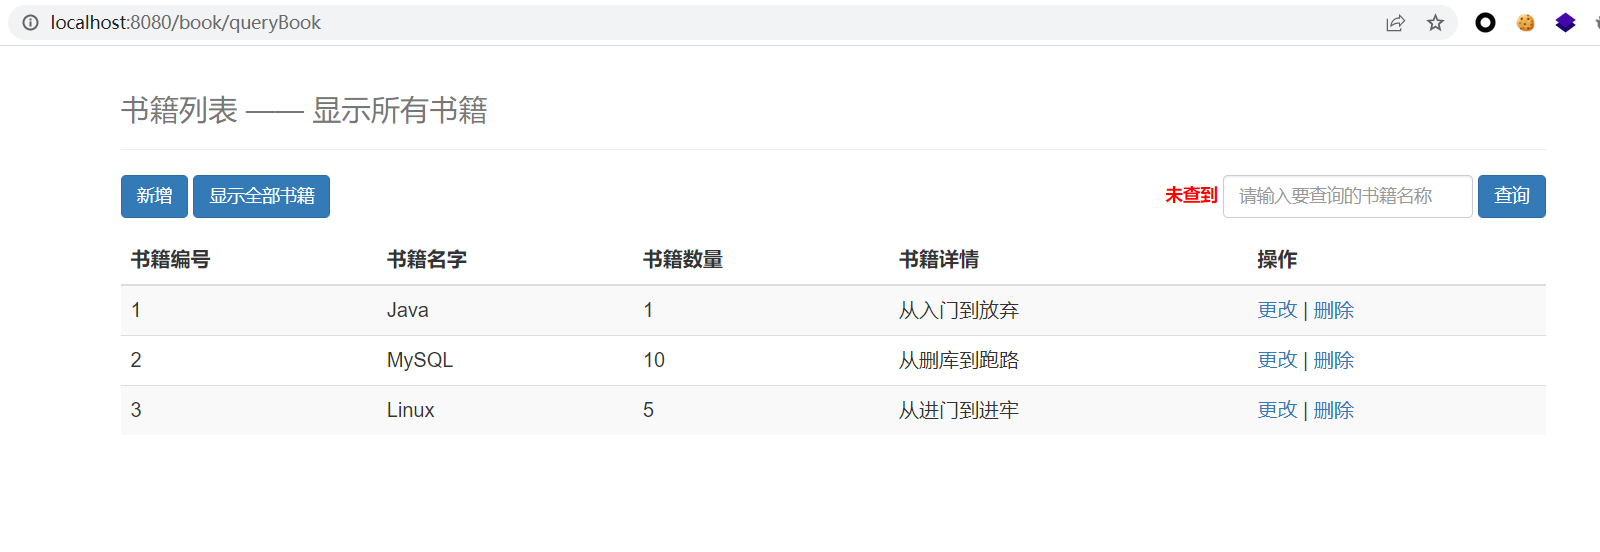 localhost:8080/book/queryBook
书籍列表 —— 显示所有书籍
新增 显示全部书籍 未查到 请输入要查询的书籍名称 查询
书籍编号 书籍名字 书籍数量 书籍详情 操作
1 Java 1 从入门到放弃 更改 | 删除
2 MySQL 10 从删库到跑路 更改 | 删除
3 Linux 5 从进门到进牢 更改 | 删除